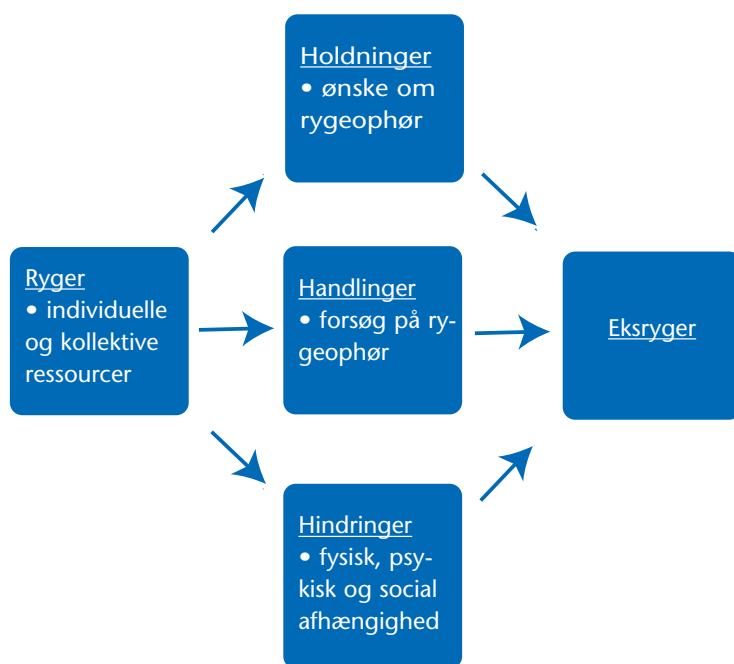 Holdninger
• ønske om
rygeophør
Ryger
• individuelle
og kollektive
ressourcer
Handlinger
• forsøg på ry-
geophør
Eksryger
Hindringer
• fysisk, psy-
kisk og social
afhængighed